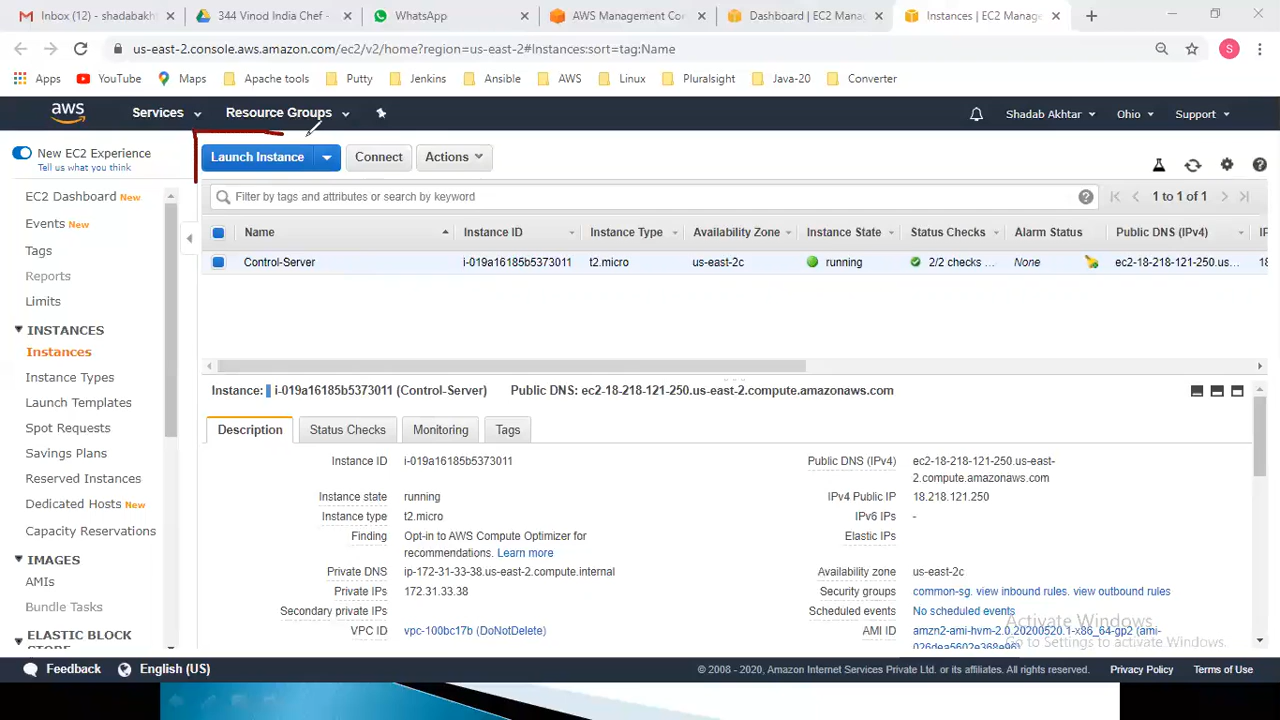 Inbox (12) - shadabakh
344 Vinod India Chef -
WhatsApp
AWS Management Co
Dashboard | EC2 Mana
Instances | EC2 Manage
us-east-2.console.aws.amazon.com/ec2/v2/home?region=us-east-2#Instances:sort=tag:Name
S
Apps
YouTube
Maps
Apache tools
Putty
Jenkins
Ansible
AWS
Linux
Pluralsight
Java-20
Converter
aws
Services
Resource Groups
Shadab Akhtar
Ohio
Support
New EC2 Experience
Tell us what you think
EC2 Dashboard New
Events New
Tags
Reports
Limits
INSTANCES
Instances
Instance Types
Launch Templates
Spot Requests
Savings Plans
Reserved Instances
Dedicated Hosts New
Capacity Reservations
IMAGES
AMIs
Bundle Tasks
ELASTIC BLOCK
STORE
Launch Instance
Connect
Actions
Filter by tags and attributes or search by keyword
1 to 1 of 1
Name Instance ID Instance Type Availability Zone Instance State Status Checks Alarm Status Public DNS (IPv4) IP
Control-Server i-019a16185b5373011 t2.micro us-east-2c running 2/2 checks ... None ec2-18-218-121-250.us... 18
Instance: i-019a16185b5373011 (Control-Server) Public DNS: ec2-18-218-121-250.us-east-2.compute.amazonaws.com
Description
Status Checks
Monitoring
Tags
Instance ID i-019a16185b5373011
Instance state running
Instance type t2.micro
Finding Opt-in to AWS Compute Optimizer for
recommendations. Learn more
Private DNS ip-172-31-33-38.us-east-2.compute.internal
Private IPs 172.31.33.38
Secondary private IPs
VPC ID vpc-100bc17b (DoNotDelete)
Public DNS (IPv4) ec2-18-218-121-250.us-east-
2.compute.amazonaws.com
IPv4 Public IP 18.218.121.250
IPv6 IPs -
Elastic IPs
Availability zone us-east-2c
Security groups common-sg. view inbound rules. view outbound rules
Scheduled events No scheduled events
AMI ID amzn2-ami-hvm-2.0.20200520.1-x86_64-gp2 (ami-
026dea5602e368e96)
Activate Windows
Go to Settings to activate Windows.
Feedback
English (US)
© 2008 - 2020, Amazon Internet Services Private Ltd. or its affiliates. All rights reserved.
Privacy Policy
Terms of Use